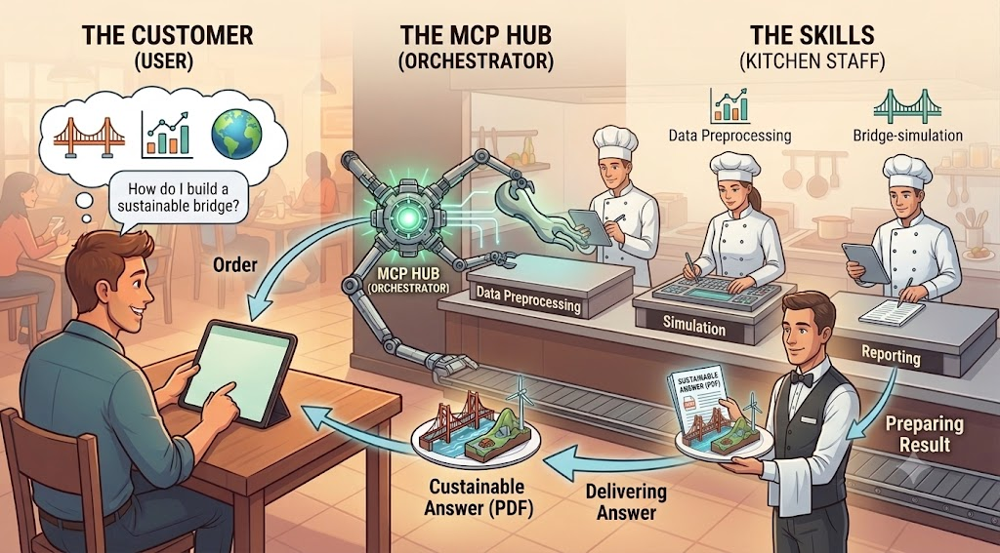 THE CUSTOMER
(USER)
THE MCP HUB
(ORCHESTRATOR)
THE SKILLS
(KITCHEN STAFF)
Data Preprocessing
Bridge-simulation
How do I build a
sustainable bridge?
Order
MCP HUB
(ORCHESTRATOR)
Data Preprocessing
Simulation
Reporting
SUSTAINABLE
ANSWER (PDF)
Preparing
Result
Custainable
Answer (PDF)
Delivering
Answer